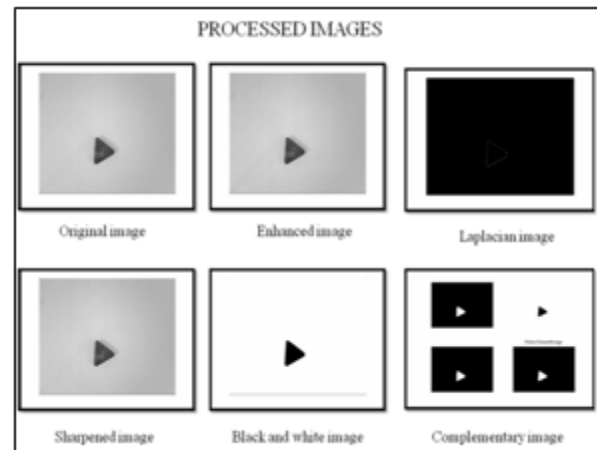 PROCESSED IMAGES
Original image
Enhanced image
Laplacian image
Sharpened image
Black and white image
Complementary image